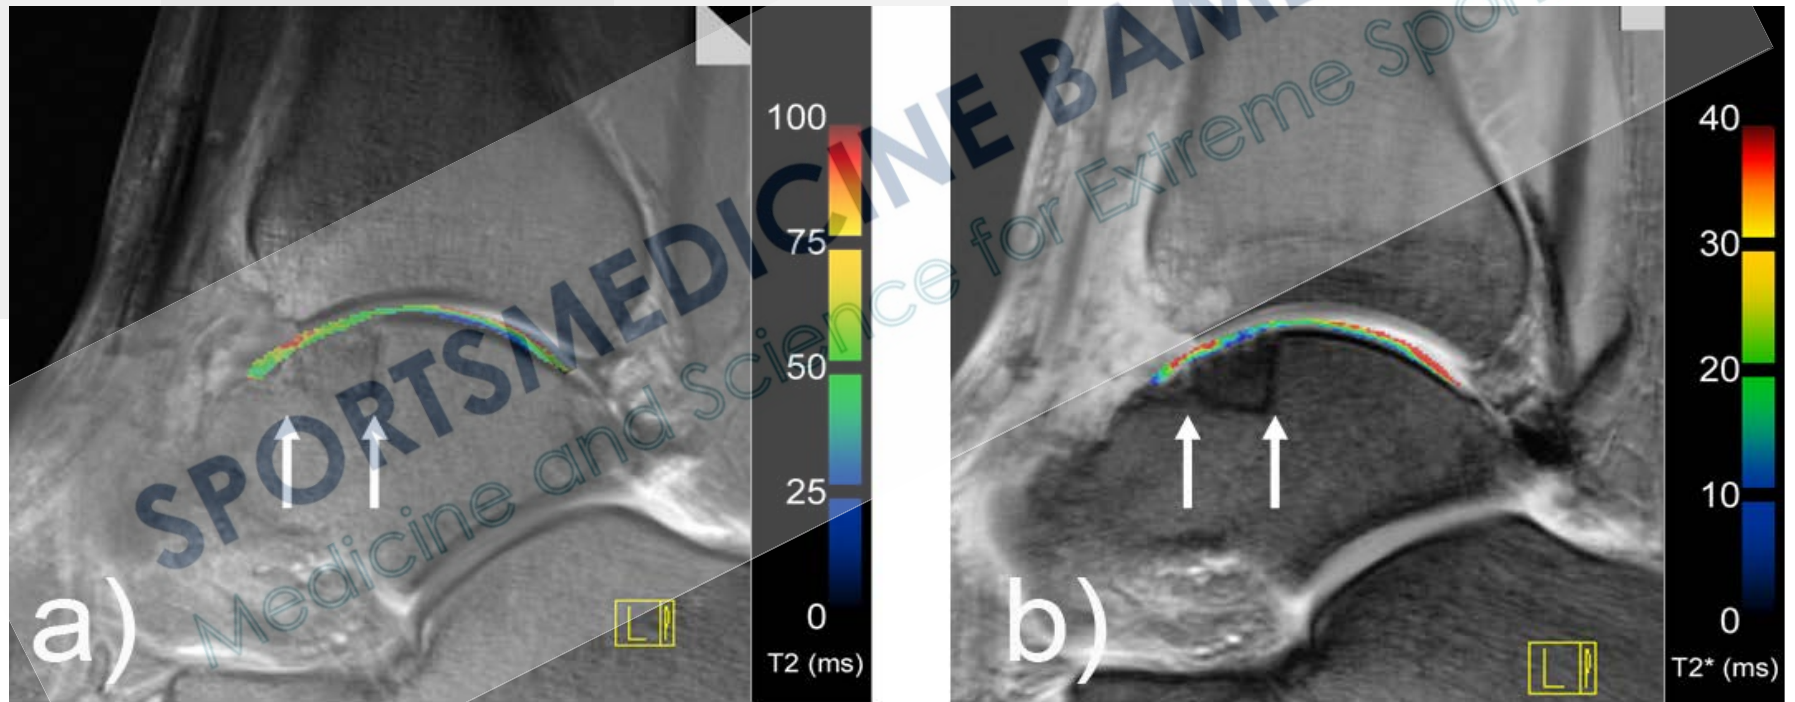 SPORTSMEDICINE BAME
Medicine and Science for Extreme Spor
100
75
50
25
0
T2 (ms)
a)
L P
40
30
20
10
0
T2* (ms)
b)
L P